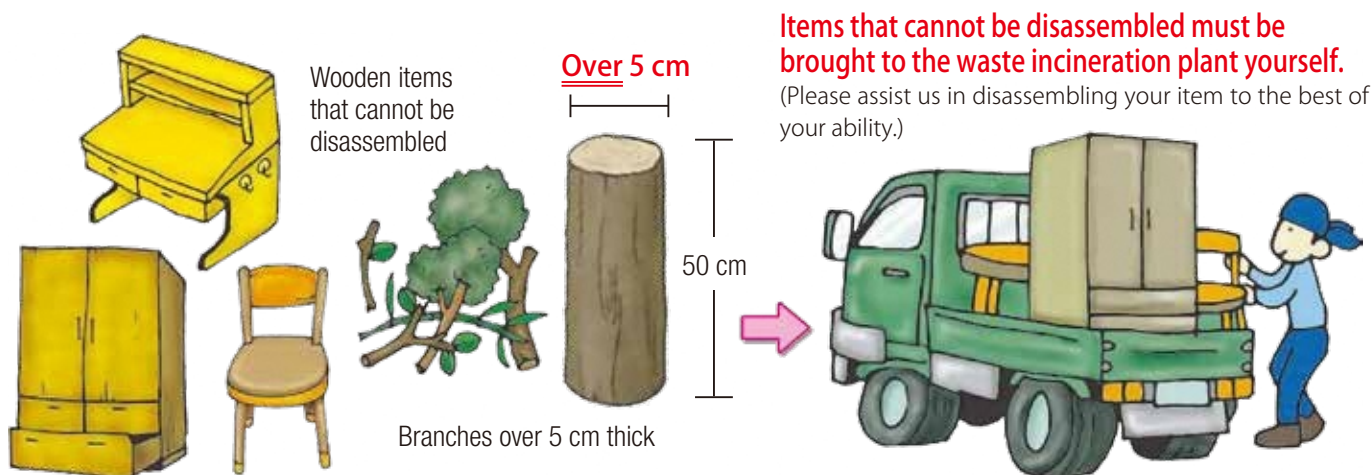 Wooden items
that cannot be
disassembled
Over 5 cm
50 cm
Branches over 5 cm thick
Items that cannot be disassembled must be
brought to the waste incineration plant yourself.
(Please assist us in disassembling your item to the best of
your ability.)